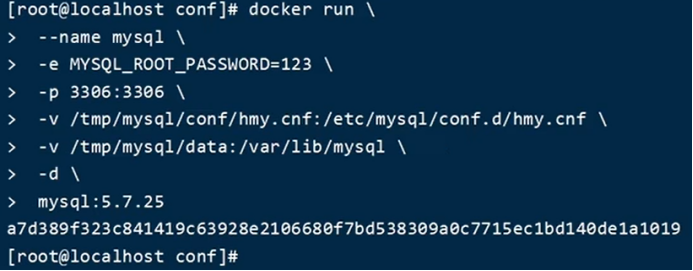 [root@localhost conf]# docker run \
> --name mysql \
> -e MYSQL_ROOT_PASSWORD=123 \
> -p 3306:3306 \
> -v /tmp/mysql/conf/hmy.cnf:/etc/mysql/conf.d/hmy.cnf \
> -v /tmp/mysql/data:/var/lib/mysql \
> -d \
> mysql:5.7.25
a7d389f323c841419c63928e2106680f7bd538309a0c7715ec1bd140de1a1019
[root@localhost conf]#